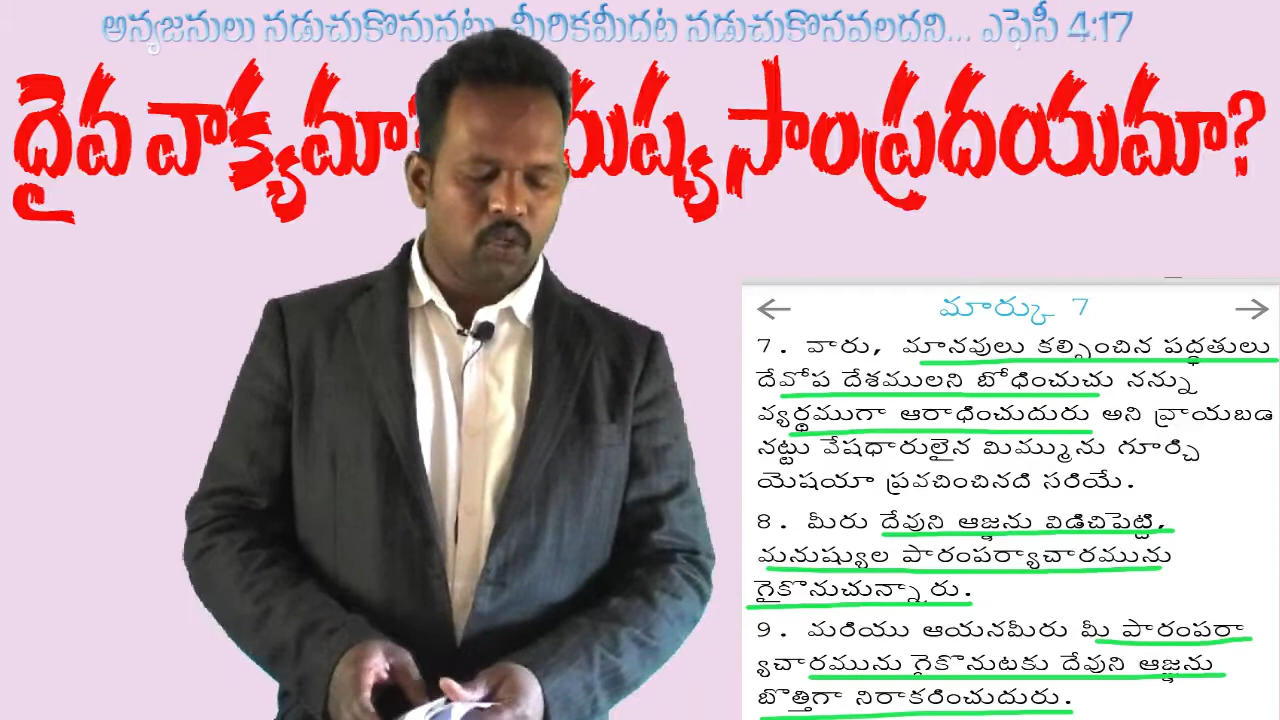 అన్యజనులు నడుచుకొనునట్లు మీరికమీదట నడుచుకొనవలదని... ఎఫెసీ 4:17
దైవ వాక్యమా? సాంప్రదయమా?
మార్కు 7
7. వారు, మానవులు కల్పించిన పద్ధతులు
దేవోప దేశములని బోధించుచు నన్ను
వ్యర్థముగా ఆరాధించుదురు అని వ్రాయబడి
నట్టు వేషధారులైన మిమ్మును గూర్చి
యెషయా ప్రవచించినది సరియే.
8. మీరు దేవుని ఆజ్ఞను విడిచిపెట్టి,
మనుష్యుల పారంపర్యాచారమును
గైకొనుచున్నారు.
9. మరియు ఆయనమీరు మీ పారంపరా
్యచారమును గైకొనుటకు దేవుని ఆజ్ఞను
బొత్తిగా నిరాకరించుదురు.